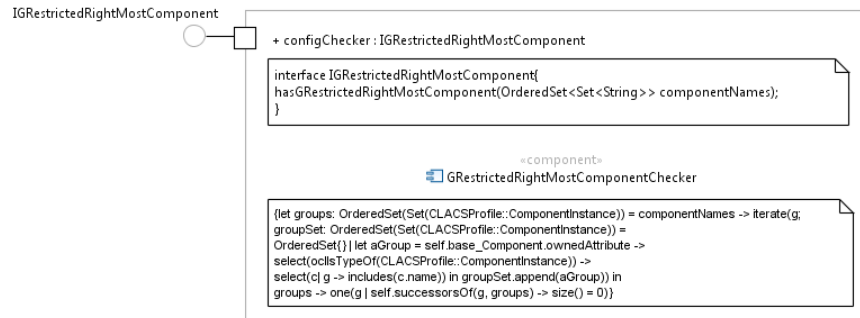 IGRestrictedRightMostComponent
+ configChecker : IGRestrictedRightMostComponent
interface IGRestrictedRightMostComponent{
hasGRestrictedRightMostComponent(OrderedSet<Set<String>> componentNames);
}
«component»
GRestrictedRightMostComponentChecker
{let groups: OrderedSet(Set(CLACSProfile::ComponentInstance)) = componentNames -> iterate(g;
groupSet: OrderedSet(Set(CLACSProfile::ComponentInstance)) =
OrderedSet{} | let aGroup = self.base_Component.ownedAttribute ->
select(oclIsTypeOf(CLACSProfile::ComponentInstance)) ->
select(c| g -> includes(c.name)) in groupSet.append(aGroup)) in
groups -> one(g | self.successorsOf(g, groups) -> size() = 0)}